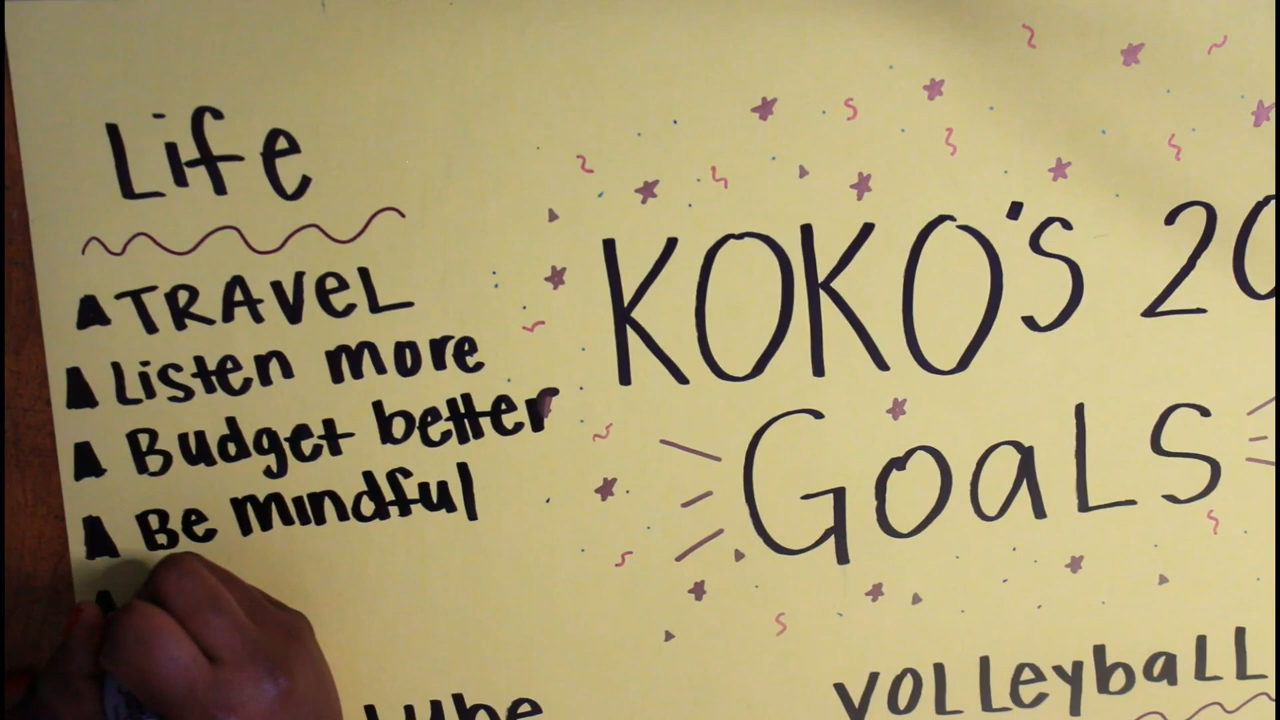 Life
TRAVeL
Listen more
Budget better
Be mindful
KOKO'S 20
GoaLS
VOLLeybaLL